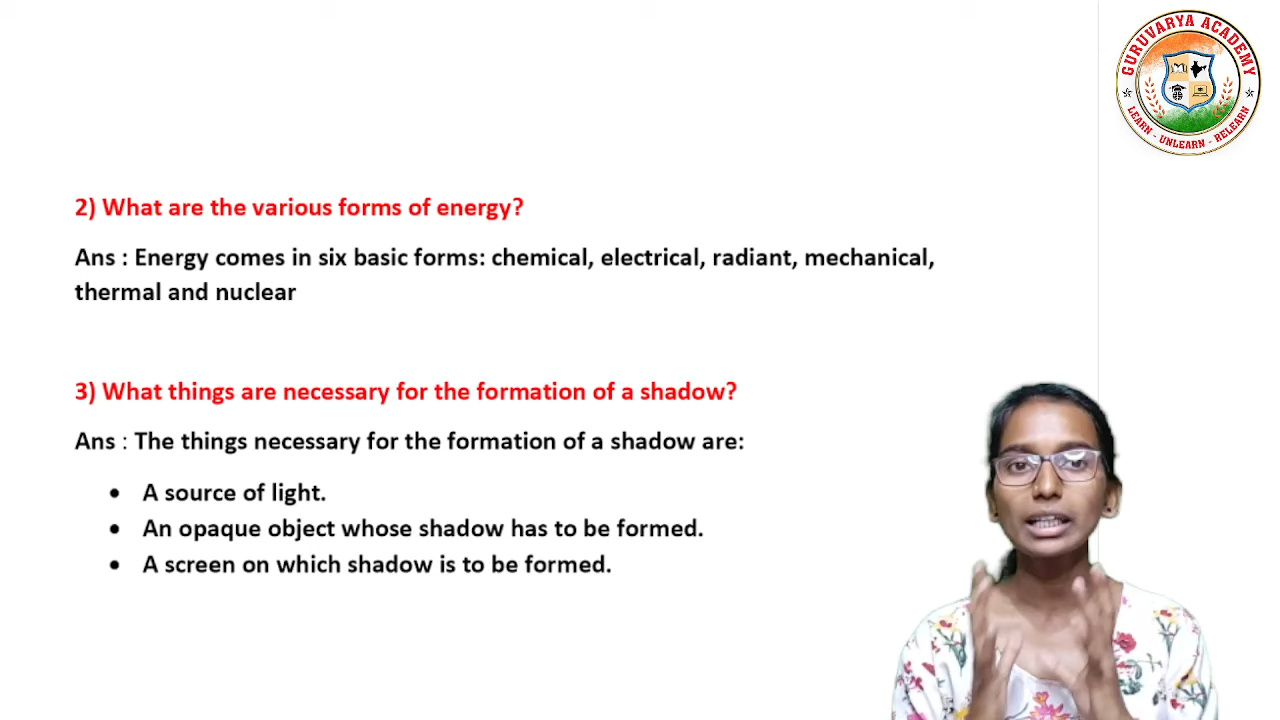 GURUVARYA ACADEMY
LEARN - UNLEARN - RELEARN
2) What are the various forms of energy?
Ans : Energy comes in six basic forms: chemical, electrical, radiant, mechanical,
thermal and nuclear
3) What things are necessary for the formation of a shadow?
Ans : The things necessary for the formation of a shadow are:
• A source of light.
• An opaque object whose shadow has to be formed.
• A screen on which shadow is to be formed.